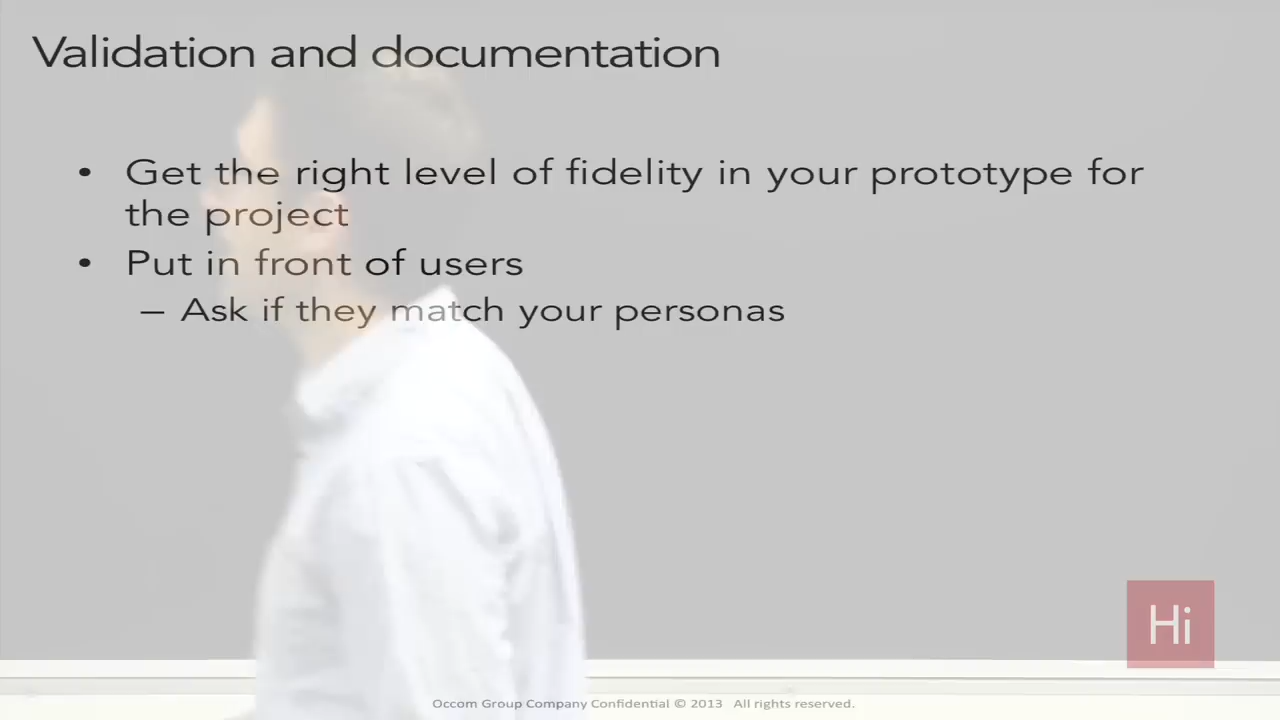 Validation and documentation
• Get the right level of fidelity in your prototype for
the project
• Put in front of users
– Ask if they match your personas
Hi
Occom Group Company Confidential © 2013 All rights reserved.